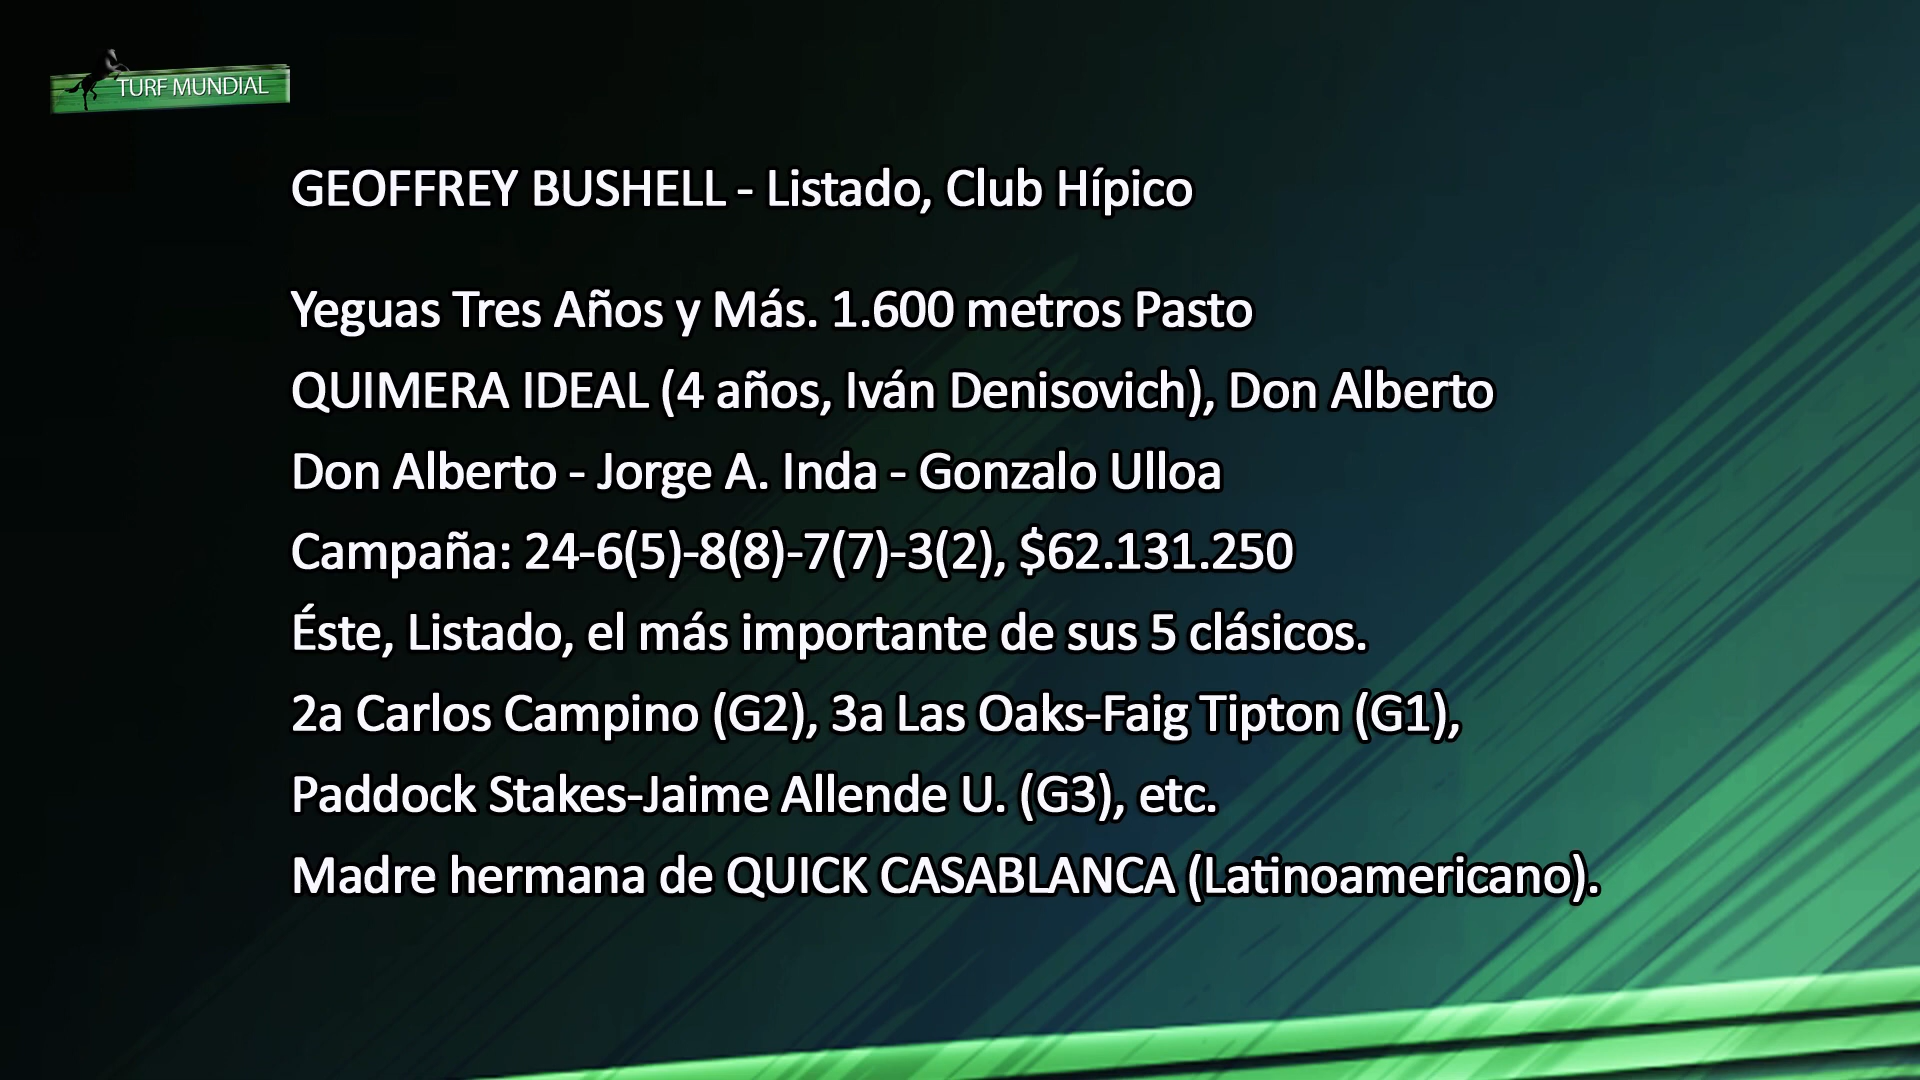 TURF MUNDIAL
GEOFFREY BUSHELL - Listado, Club Hípico
Yeguas Tres Años y Más. 1.600 metros Pasto
QUIMERA IDEAL (4 años, Iván Denisovich), Don Alberto
Don Alberto - Jorge A. Inda - Gonzalo Ulloa
Campaña: 24-6(5)-8(8)-7(7)-3(2), $62.131.250
Éste, Listado, el más importante de sus 5 clásicos.
2a Carlos Campino (G2), 3a Las Oaks-Faig Tipton (G1),
Paddock Stakes-Jaime Allende U. (G3), etc.
Madre hermana de QUICK CASABLANCA (Latinoamericano).